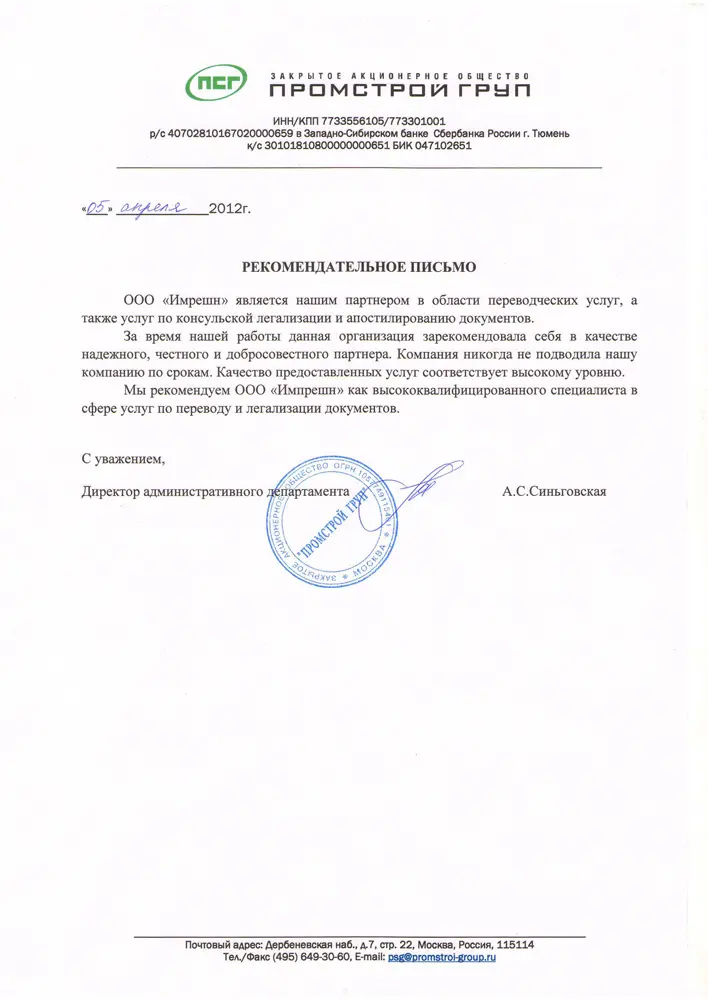 ПСГ
ЗАКРЫТОЕ АКЦИОНЕРНОЕ ОБЩЕСТВО
ПРОМСТРОЙ ГРУП
ИНН/КПП 7733556105/773301001
р/с 40702810167020000659 в Западно-Сибирском банке Сбербанка России г. Тюмень
к/с 30101810800000000651 БИК 047102651
«05» апреля 2012г.
РЕКОМЕНДАТЕЛЬНОЕ ПИСЬМО
ООО «Имрешн» является нашим партнером в области переводческих услуг, а
также услуг по консульской легализации и апостилированию документов.
За время нашей работы данная организация зарекомендовала себя в качестве
надежного, честного и добросовестного партнера. Компания никогда не подводила нашу
компанию по срокам. Качество предоставленных услуг соответствует высокому уровню.
Мы рекомендуем ООО «Импрешн» как высококвалифицированного специалиста в
сфере услуг по переводу и легализации документов.
С уважением,
Директор административного департамента А.С.Синьговская
ЗАКРЫТОЕ АКЦИОНЕРНОЕ ОБЩЕСТВО ОГРН
"ПРОМСТРОЙ ГРУП"
МОСКВА
Почтовый адрес: Дербеневская наб., д.7, стр. 22, Москва, Россия, 115114
Тел./Факс (495) 649-30-60, E-mail: psg@promstroi-group.ru